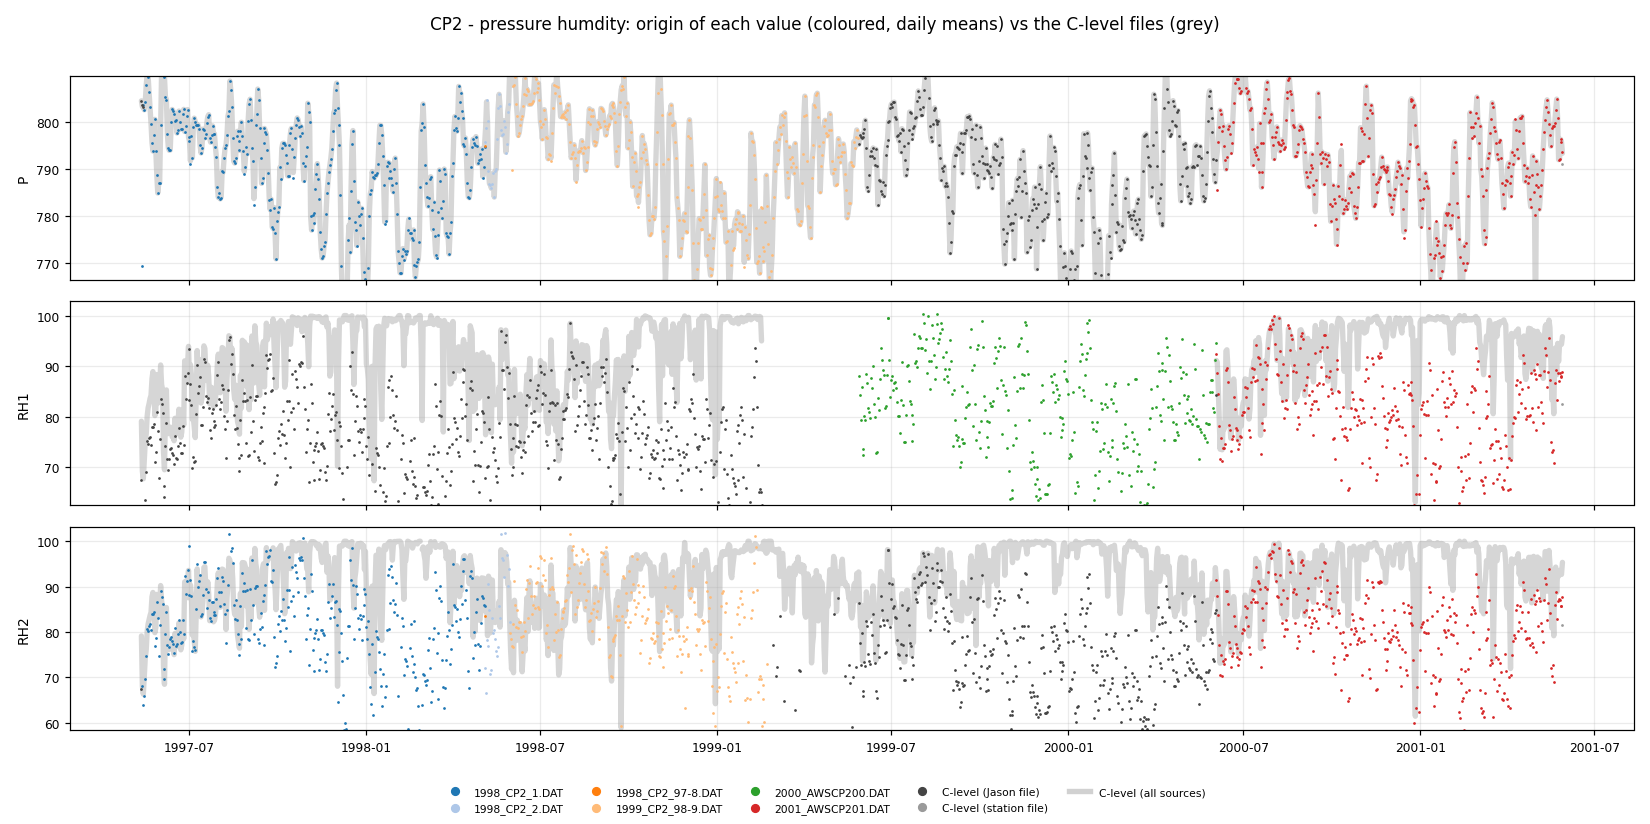 CP2 - pressure humdity: origin of each value (coloured, daily means) vs the C-level files (grey)
P
800
790
780
770
RH1
100
90
80
70
RH2
100
90
80
70
60
1997-07
1998-01
1998-07
1999-01
1999-07
2000-01
2000-07
2001-01
2001-07
1998_CP2_1.DAT
1998_CP2_2.DAT
1998_CP2_97-8.DAT
1999_CP2_98-9.DAT
2000_AWSCP200.DAT
2001_AWSCP201.DAT
C-level (Jason file)
C-level (station file)
C-level (all sources)